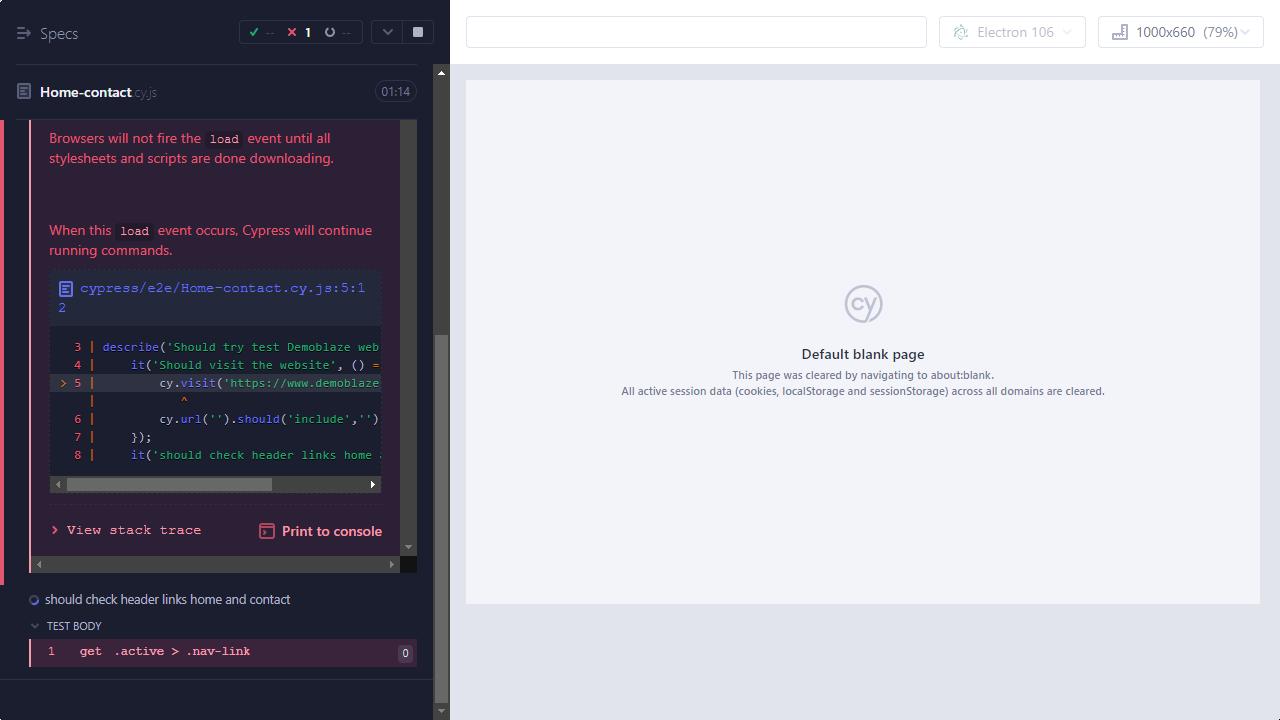 Specs
-- 1 --
Electron 106
1000x660 (79%)
Home-contact.cy.js
01:14
Browsers will not fire the load event until all
stylesheets and scripts are done downloading.
When this load event occurs, Cypress will continue
running commands.
cypress/e2e/Home-contact.cy.js:5:1
2
3 | describe('Should try test Demoblaze web
4 | it('Should visit the website', () =
> 5 | cy.visit('https://www.demoblaze
| ^
6 | cy.url('').should('include','')
7 | });
8 | it('should check header links home
View stack trace
Print to console
should check header links home and contact
TEST BODY
1 get .active > .nav-link 0
cy
Default blank page
This page was cleared by navigating to about:blank.
All active session data (cookies, localStorage and sessionStorage) across all domains are cleared.